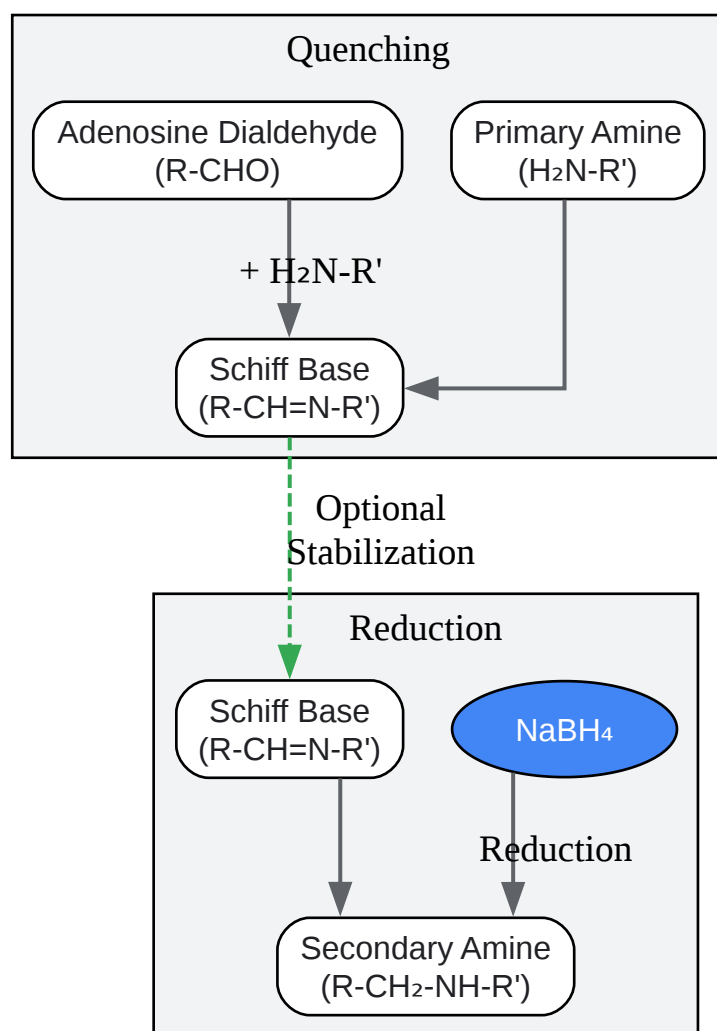 Quenching
Adenosine Dialdehyde
(R-CHO)
Primary Amine
(H₂N-R')
+ H₂N-R'
Schiff Base
(R-CH=N-R')
Optional
Stabilization
Reduction
Schiff Base
(R-CH=N-R')
NaBH₄
Reduction
Secondary Amine
(R-CH₂-NH-R')